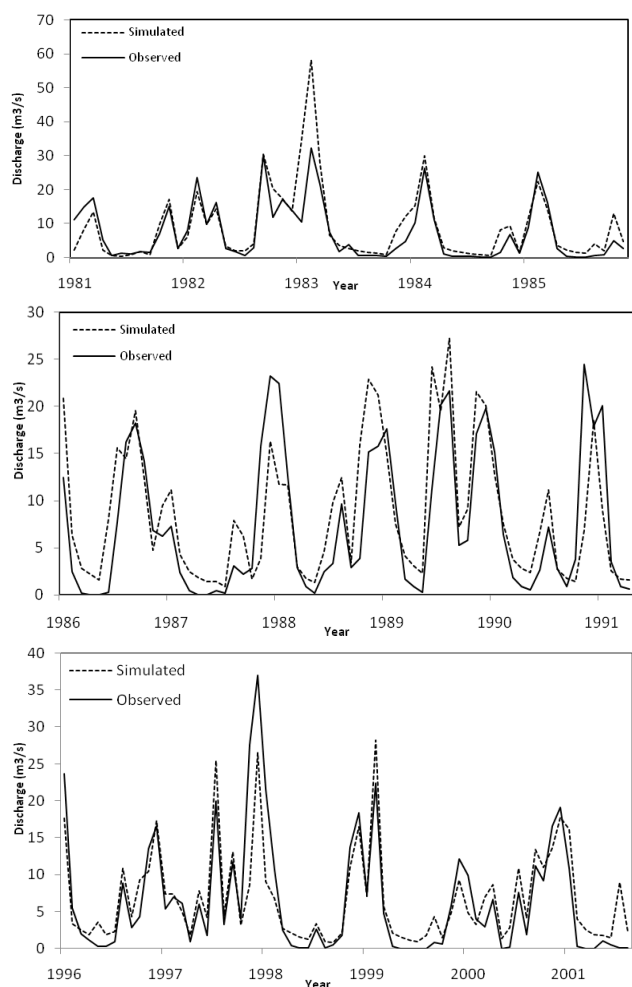 70
60
50
40
30
20
10
0
Discharge (m3/s)
Simulated
Observed
1981 1982 1983 1984 1985
Year
30
25
20
15
10
5
0
Discharge (m3/s)
Simulated
Observed
1986 1987 1988 1989 1990 1991
Year
40
35
30
25
20
15
10
5
0
Discharge (m3/s)
Simulated
Observed
1996 1997 1998 1999 2000 2001
Year